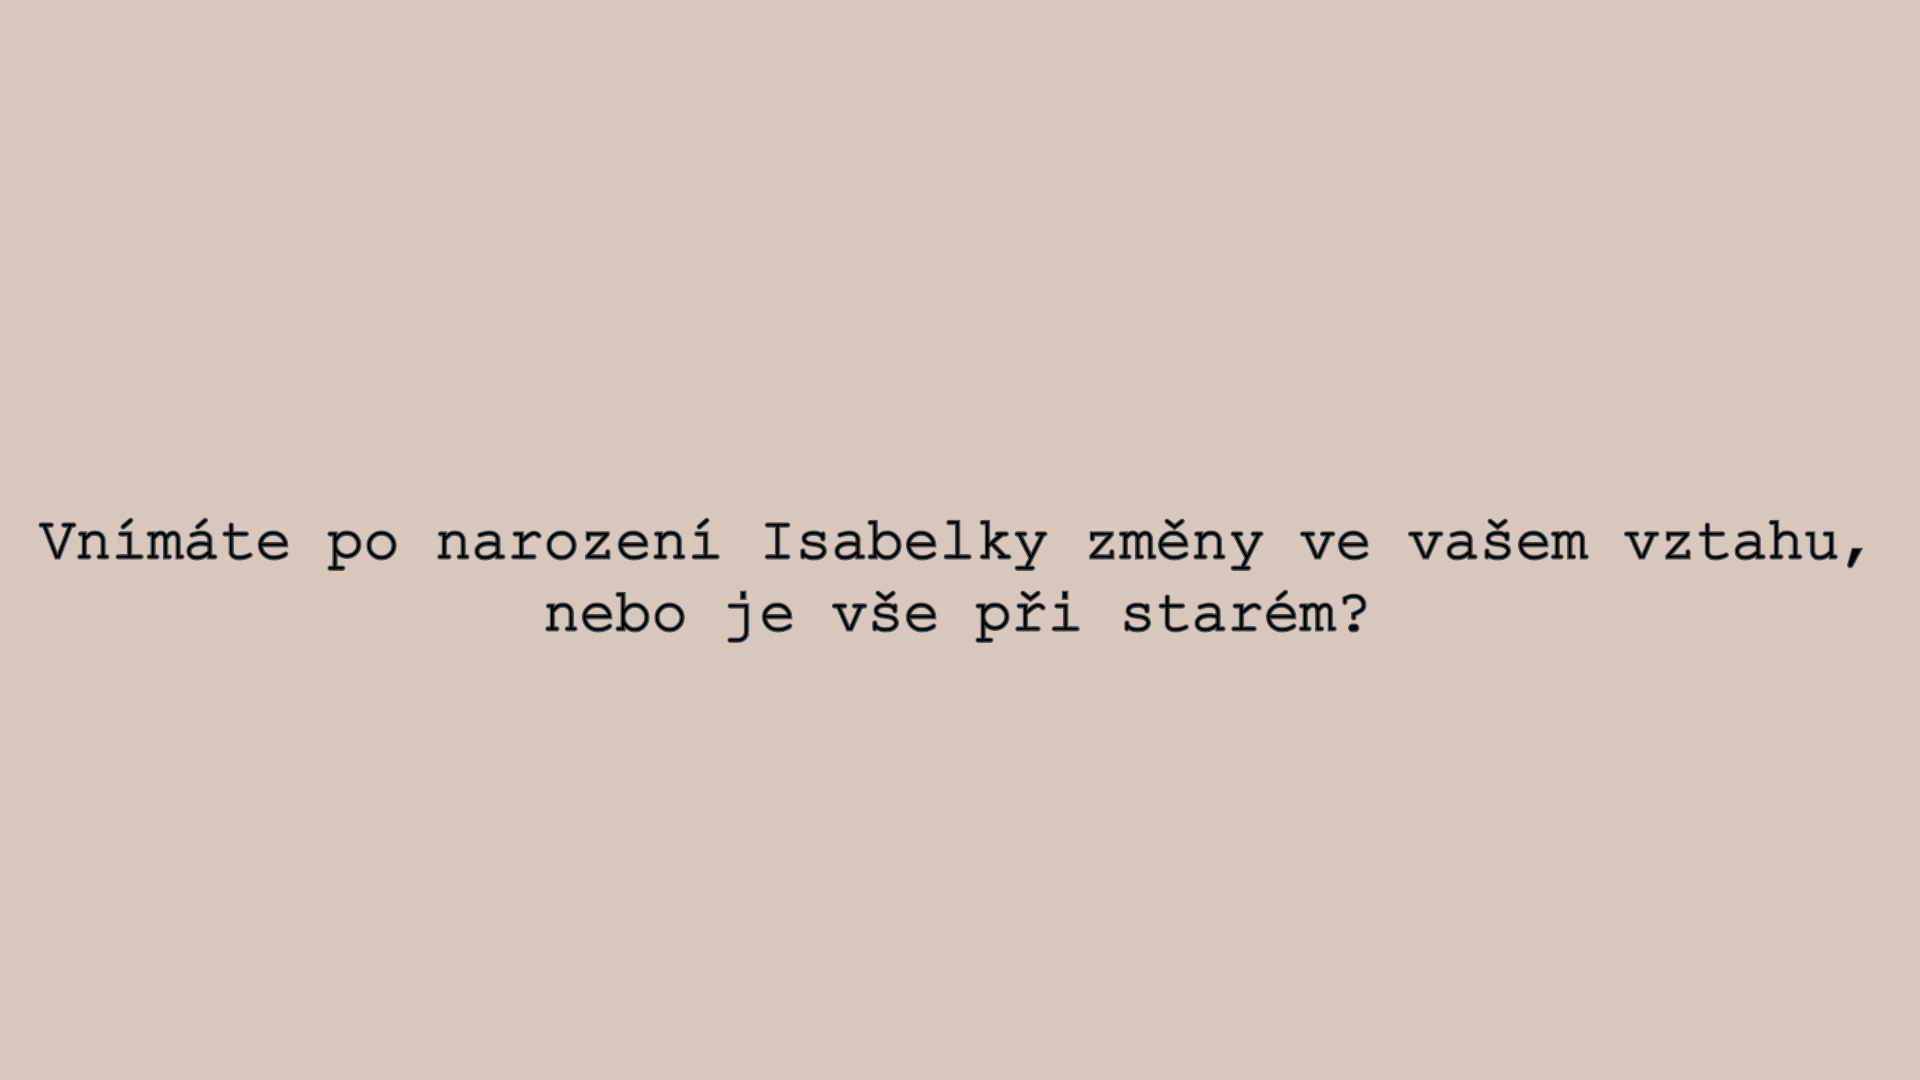 Vnímáte po narození Isabelky změny ve vašem vztahu,
nebo je vše při starém?